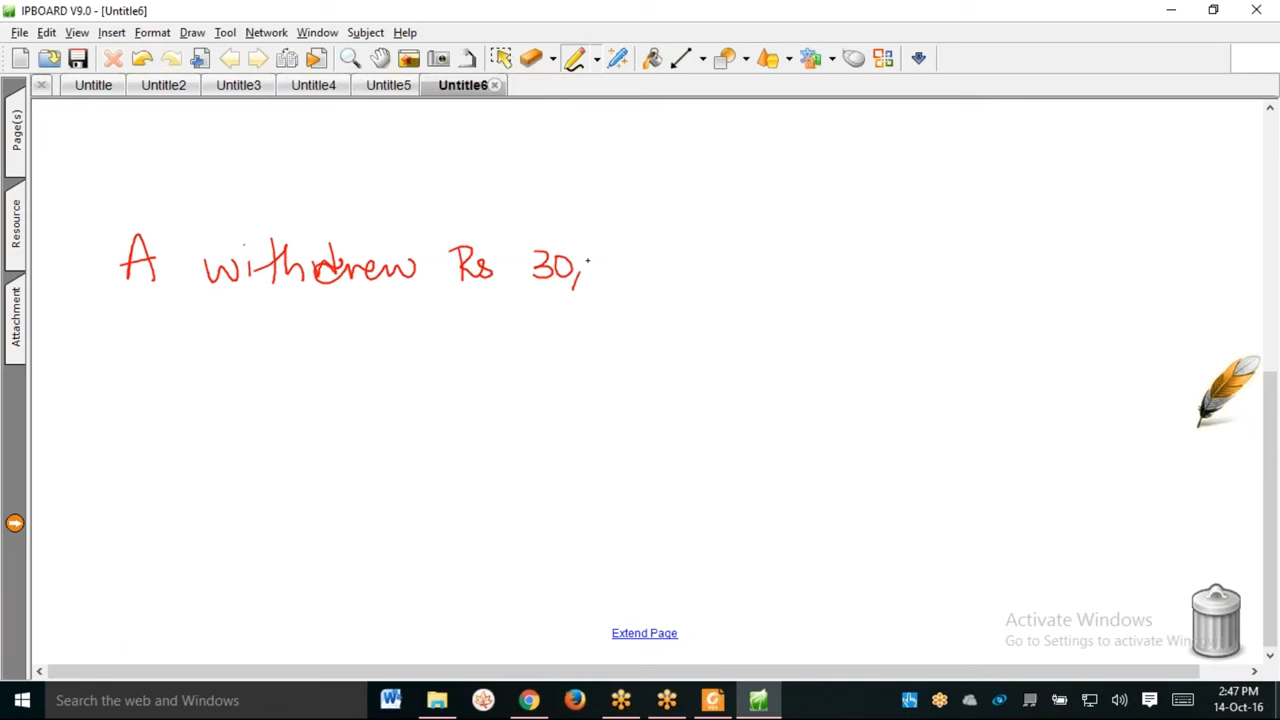 IPBOARD V9.0 - [Untitle6]
File Edit View Insert Format Draw Tool Network Window Subject Help
Untitle Untitle2 Untitle3 Untitle4 Untitle5 Untitle6
Page(s)
Resource
Attachment
A withdrew Rs 30,
Extend Page
Activate Windows
Go to Settings to activate Windows
Search the web and Windows
2:47 PM
14-Oct-16